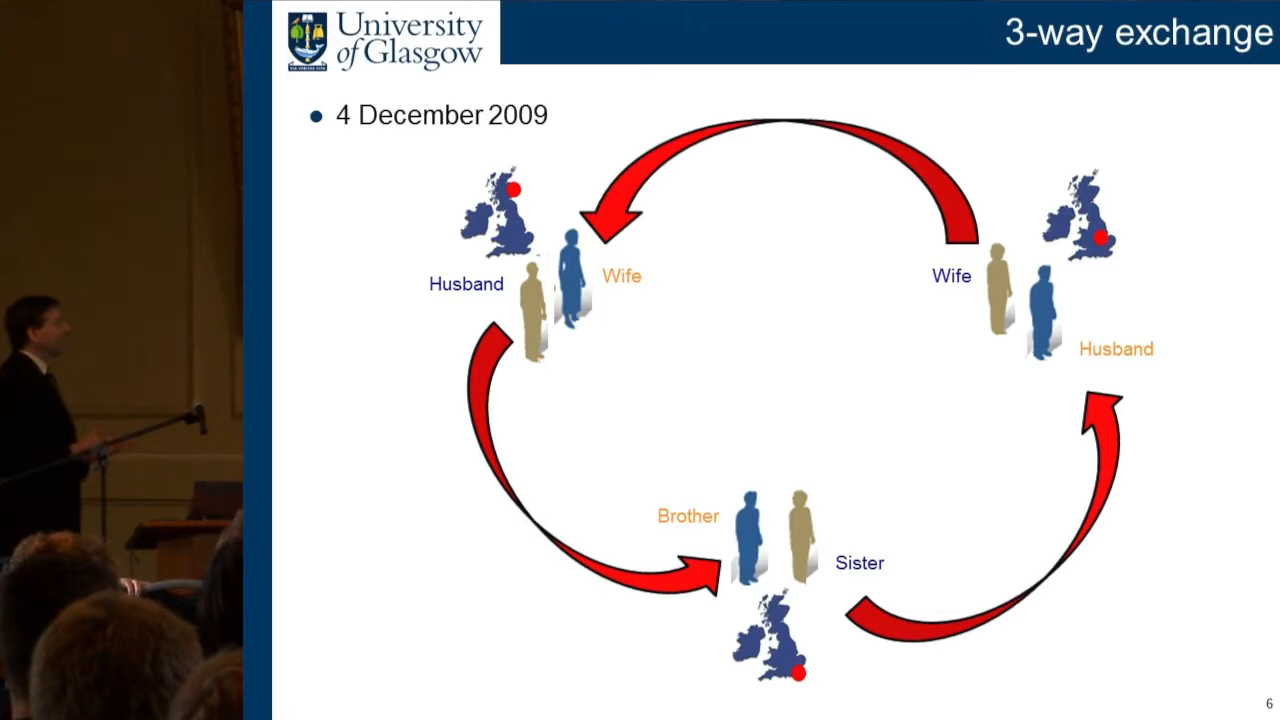 University
of Glasgow
3-way exchange
4 December 2009
Husband
Wife
Wife
Husband
Brother
Sister
6